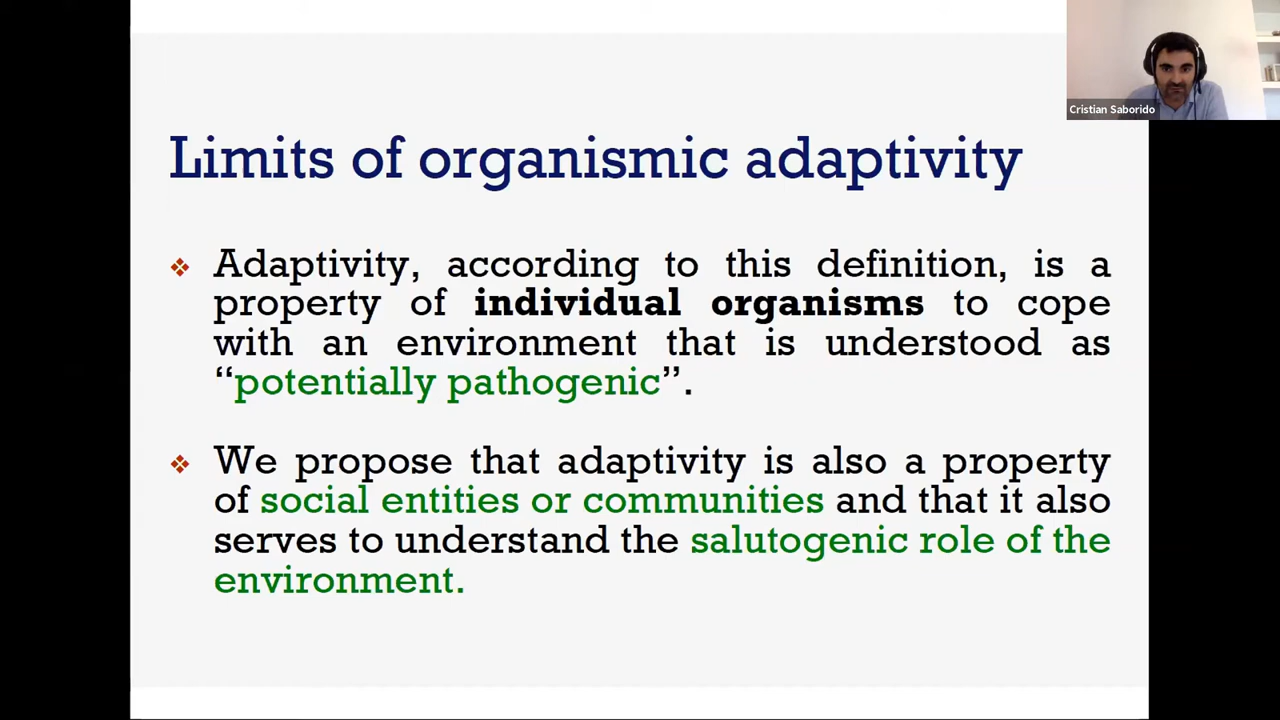 Cristian Saborido
Limits of organismic adaptivity
Adaptivity, according to this definition, is a
property of individual organisms to cope
with an environment that is understood as
“potentially pathogenic”.
We propose that adaptivity is also a property
of social entities or communities and that it also
serves to understand the salutogenic role of the
environment.